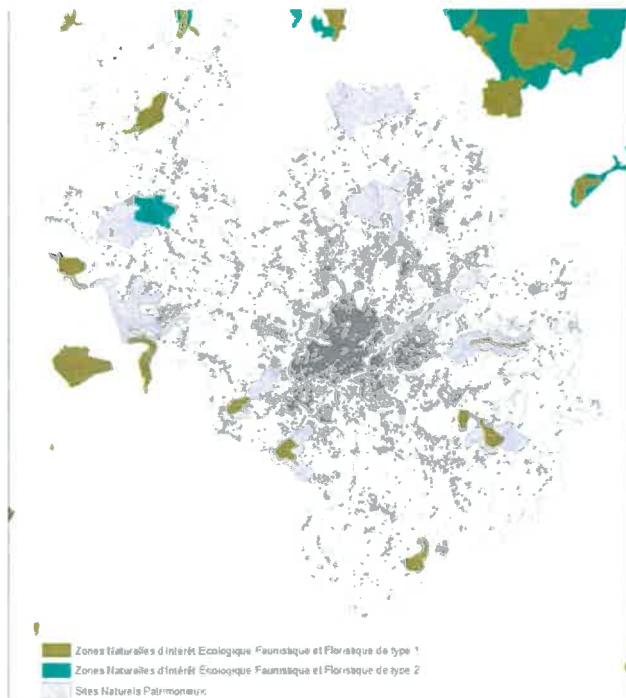 Zones Naturelles d'Intérêt Ecologique Faunistique et Floristique de type 1
Zones Naturelles d'Intérêt Ecologique Faunistique et Floristique de type 2
Sites Naturels Patrimoniaux